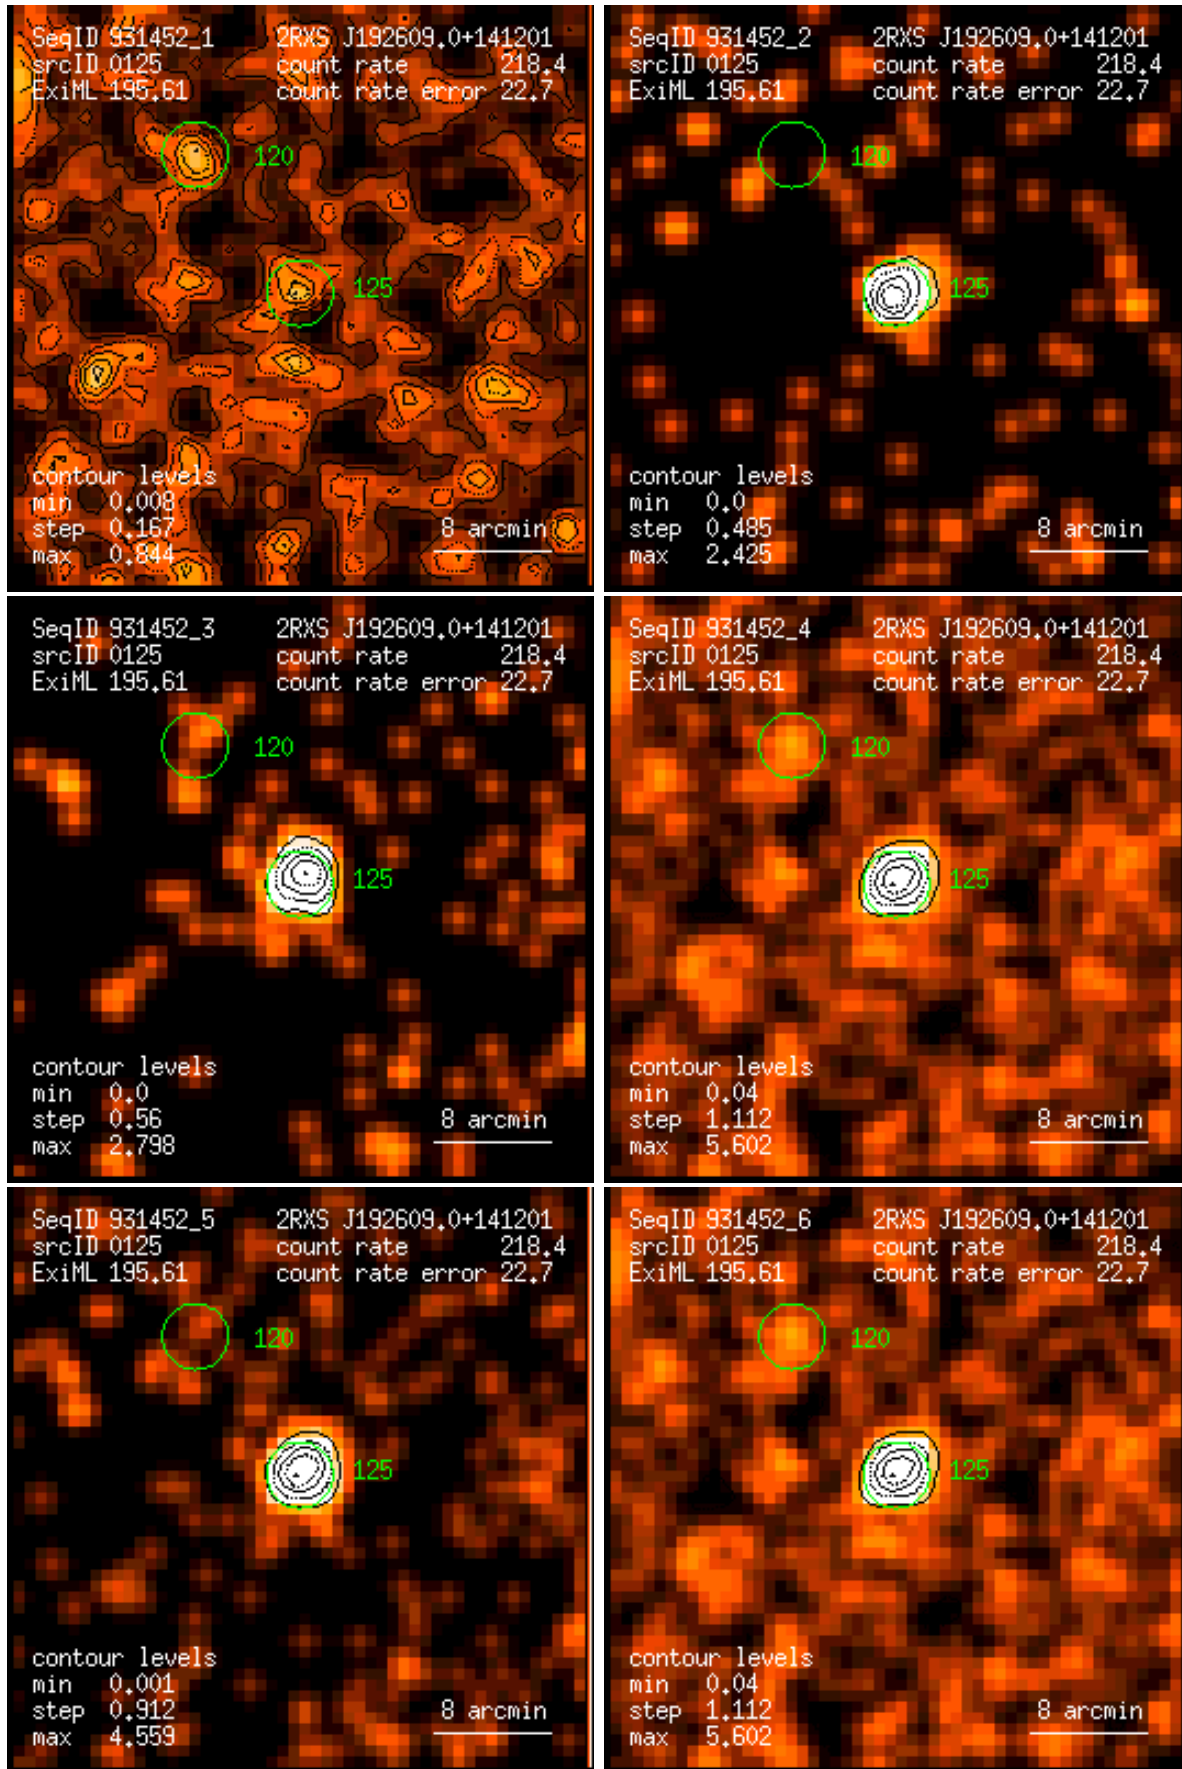 SeqID 931452_1 2RXS J192609.0+141201
srcID 0125 count rate 218.4
ExiML 195.61 count rate error 22.7
120
125
contour levels
min 0.008
step 0.167 8 arcmin
max 0.844
SeqID 931452_2 2RXS J192609.0+141201
srcID 0125 count rate 218.4
ExiML 195.61 count rate error 22.7
120
125
contour levels
min 0.0
step 0.485 8 arcmin
max 2.425
SeqID 931452_3 2RXS J192609.0+141201
srcID 0125 count rate 218.4
ExiML 195.61 count rate error 22.7
120
125
contour levels
min 0.0
step 0.56 8 arcmin
max 2.798
SeqID 931452_4 2RXS J192609.0+141201
srcID 0125 count rate 218.4
ExiML 195.61 count rate error 22.7
120
125
contour levels
min 0.04
step 1.112 8 arcmin
max 5.602
SeqID 931452_5 2RXS J192609.0+141201
srcID 0125 count rate 218.4
ExiML 195.61 count rate error 22.7
120
125
contour levels
min 0.001
step 0.912 8 arcmin
max 4.559
SeqID 931452_6 2RXS J192609.0+141201
srcID 0125 count rate 218.4
ExiML 195.61 count rate error 22.7
120
125
contour levels
min 0.04
step 1.112 8 arcmin
max 5.602